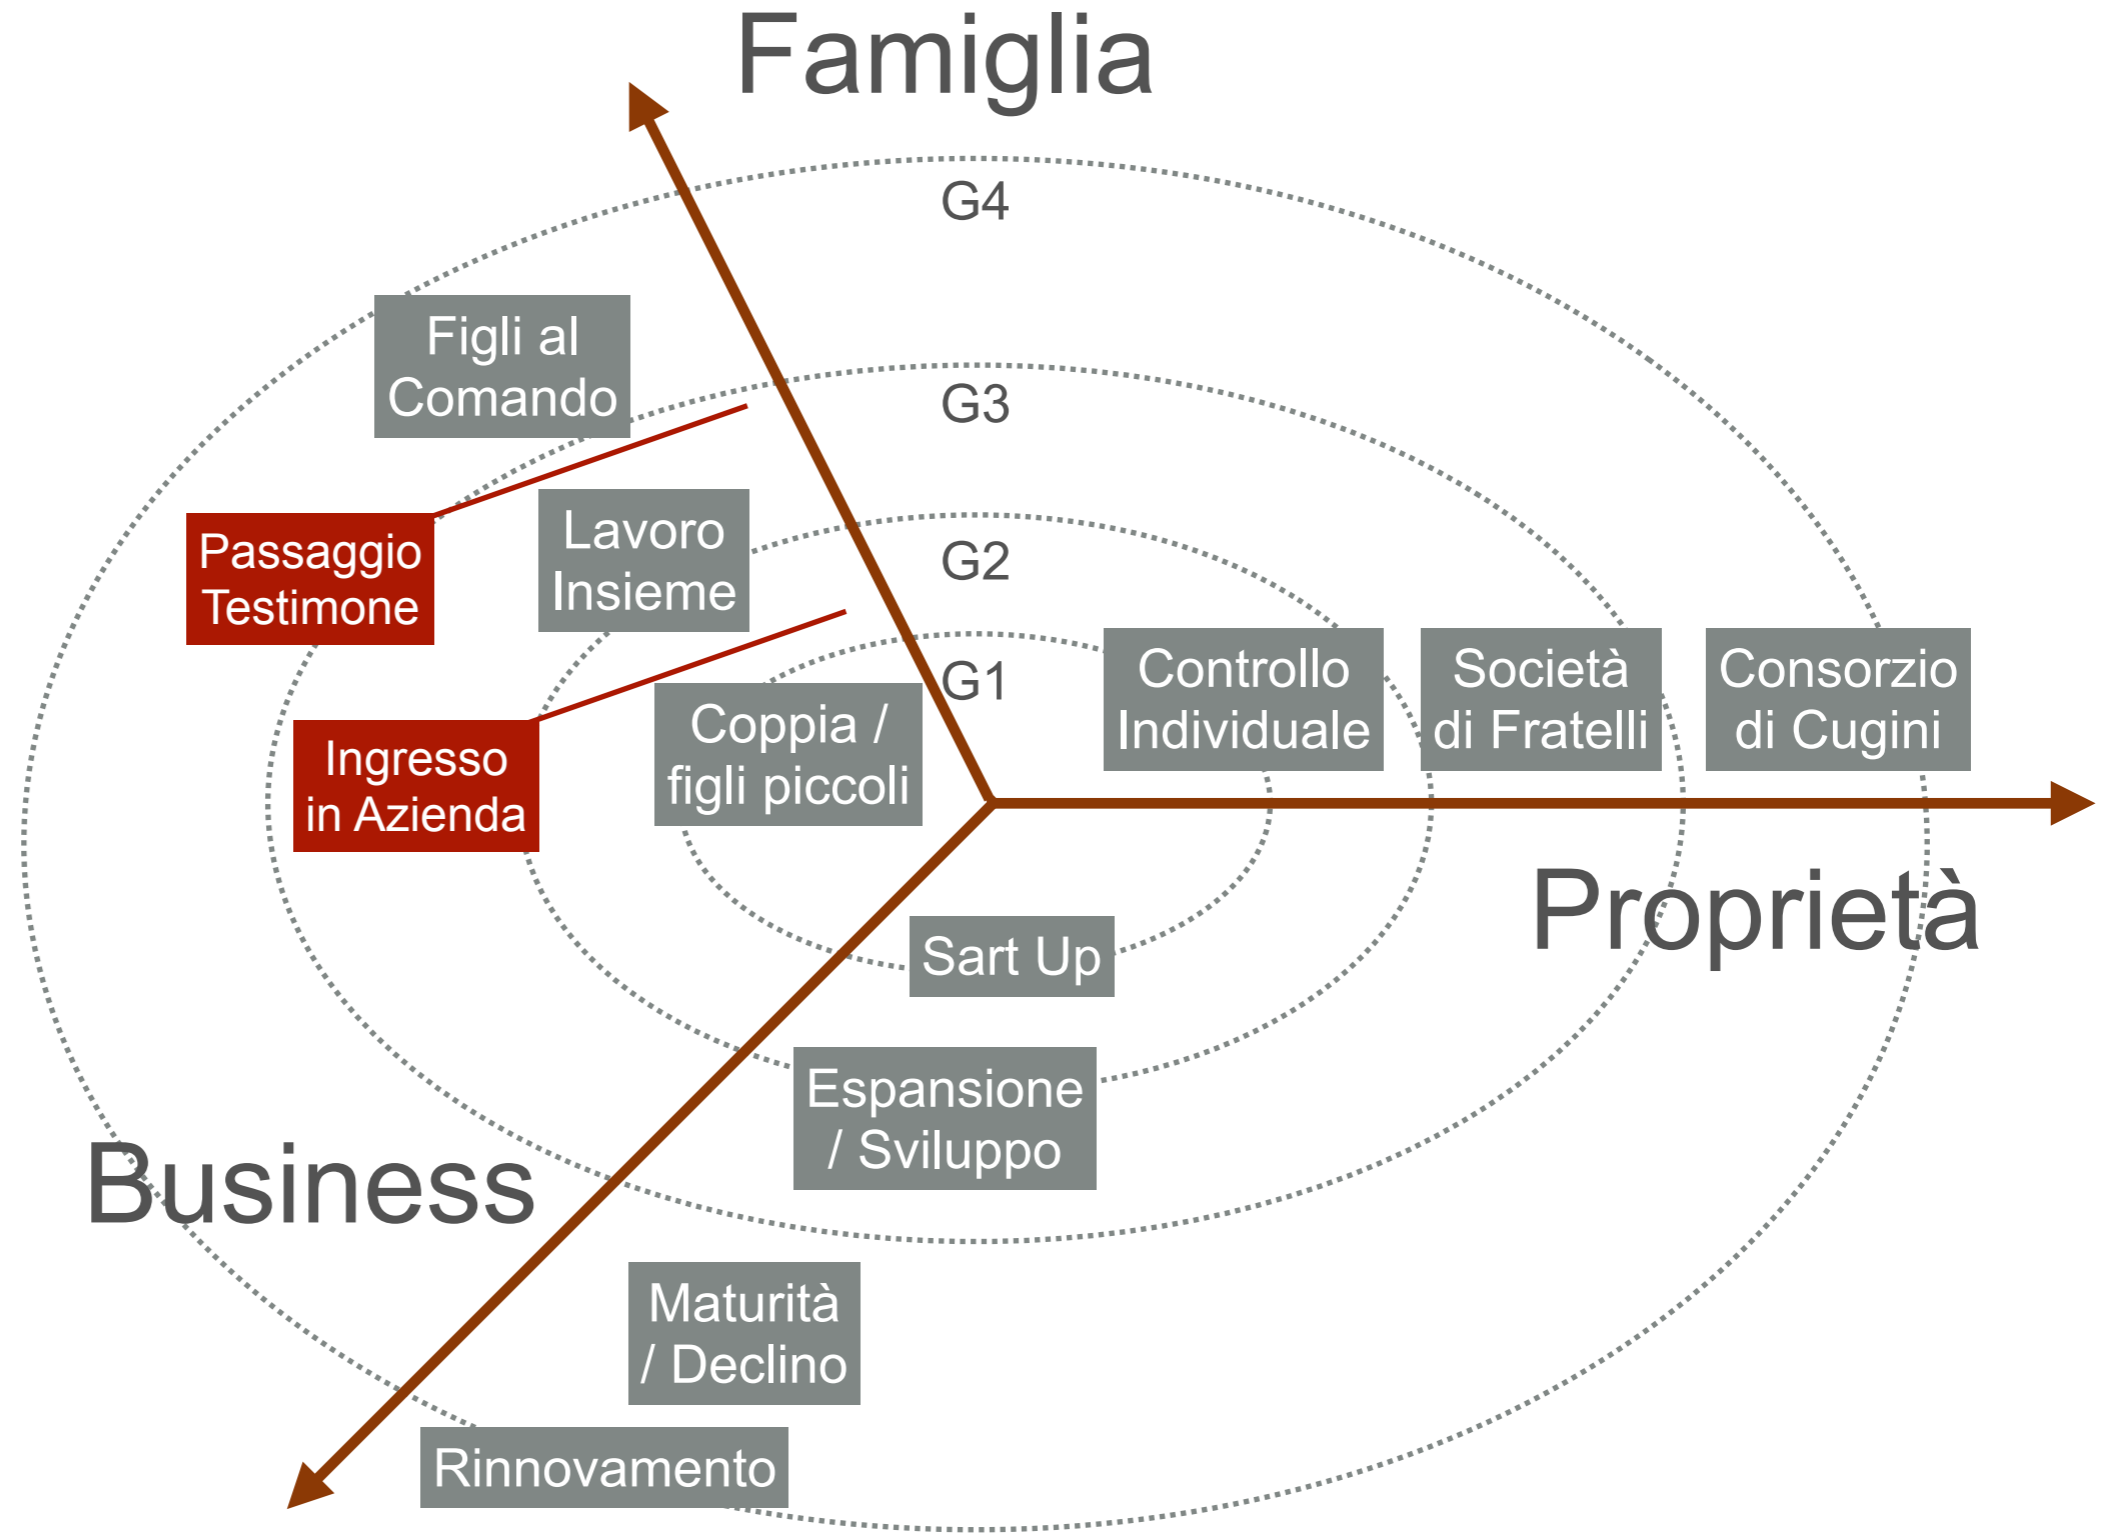 Famiglia
G4
Figli al
Comando
G3
Passaggio
Testimone
Lavoro
Insieme
G2
G1
Controllo
Individuale
Società
di Fratelli
Consorzio
di Cugini
Ingresso
in Azienda
Coppia /
figli piccoli
Proprietà
Sart Up
Espansione
/ Sviluppo
Business
Maturità
/ Declino
Rinnovamento